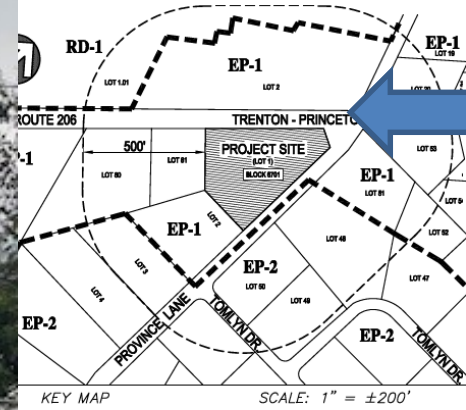 RD-1
EP-1
LOT 19
LOT 1.01
EP-1
LOT 2
ROUTE 206
TRENTON - PRINCETO
500'
PROJECT SITE
(LOT 1)
BLOCK 6701
LOT 60
LOT 61
LOT 53
EP-1
LOT 51
LOT 2
EP-1
LOT 3
LOT 48
LOT 52
LOT 4
EP-2
LOT 50
LOT 49
LOT 47
EP-2
PROVINCE LANE
TOMLYN DR.
EP-2
TOMLYN DR.
KEY MAP
SCALE: 1" = ±200'